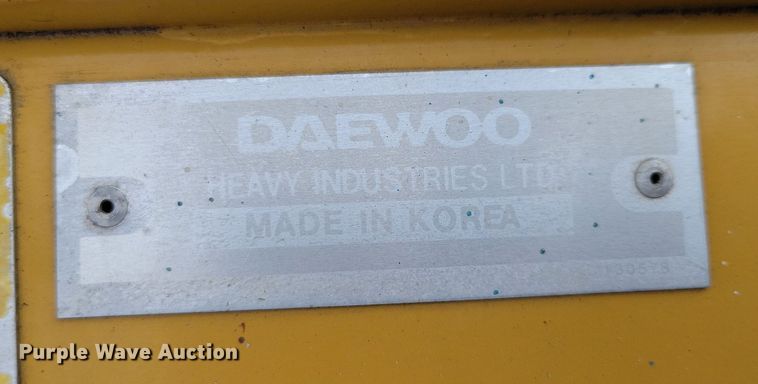 DAEWOO
HEAVY INDUSTRIES LTD.
MADE IN KOREA
Purple Wave Auction